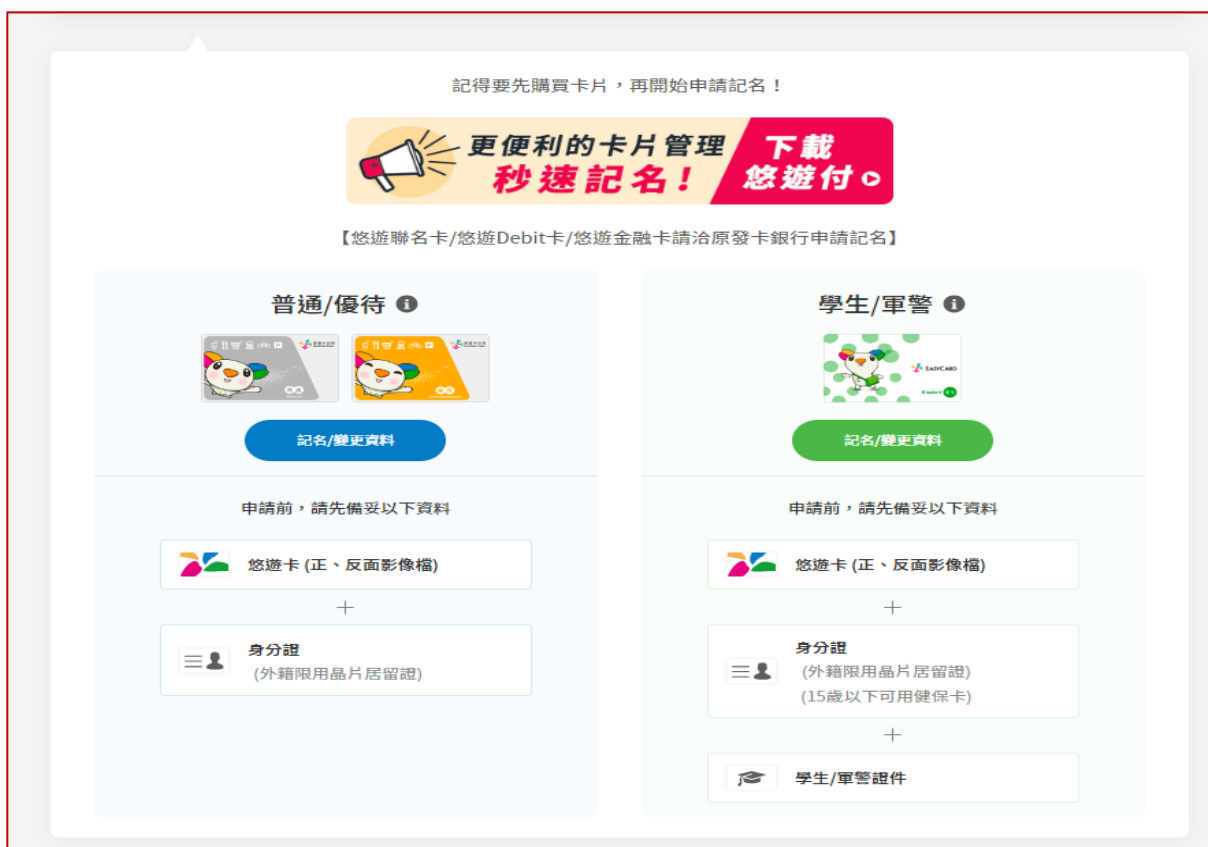 記得要先購買卡片，再開始申請記名！
更便利的卡片管理
秒速記名！
下載
悠遊付
【悠遊聯名卡/悠遊Debit卡/悠遊金融卡請洽原發卡銀行申請記名】
普通/優待
記名/變更資料
申請前，請先備妥以下資料
悠遊卡 (正、反面影像檔)
+
身分證
(外籍限用晶片居留證)
學生/軍警
EASYCARD
記名/變更資料
申請前，請先備妥以下資料
悠遊卡 (正、反面影像檔)
+
身分證
(外籍限用晶片居留證)
(15歲以下可用健保卡)
+
學生/軍警證件